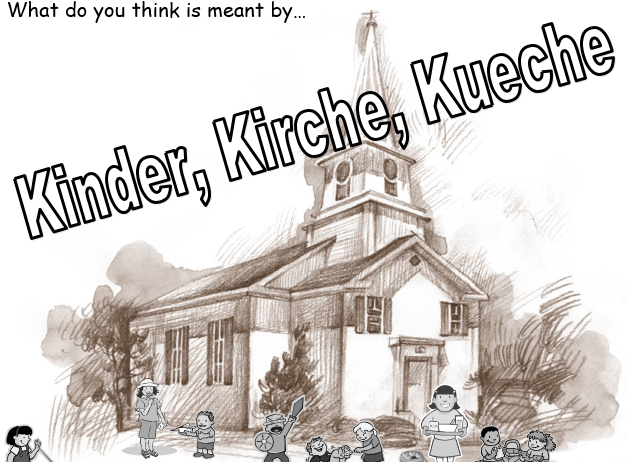 What do you think is meant by...
Kinder, Kirche, Kueche